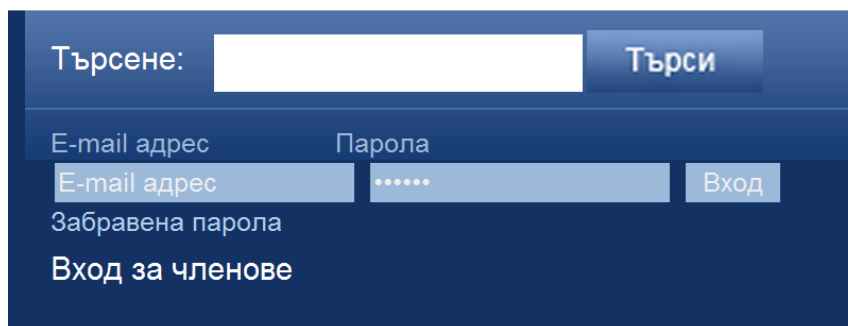 Търсене: Търси
E-mail адрес Парола
E-mail адрес •••••• Вход
Забравена парола
Вход за членове